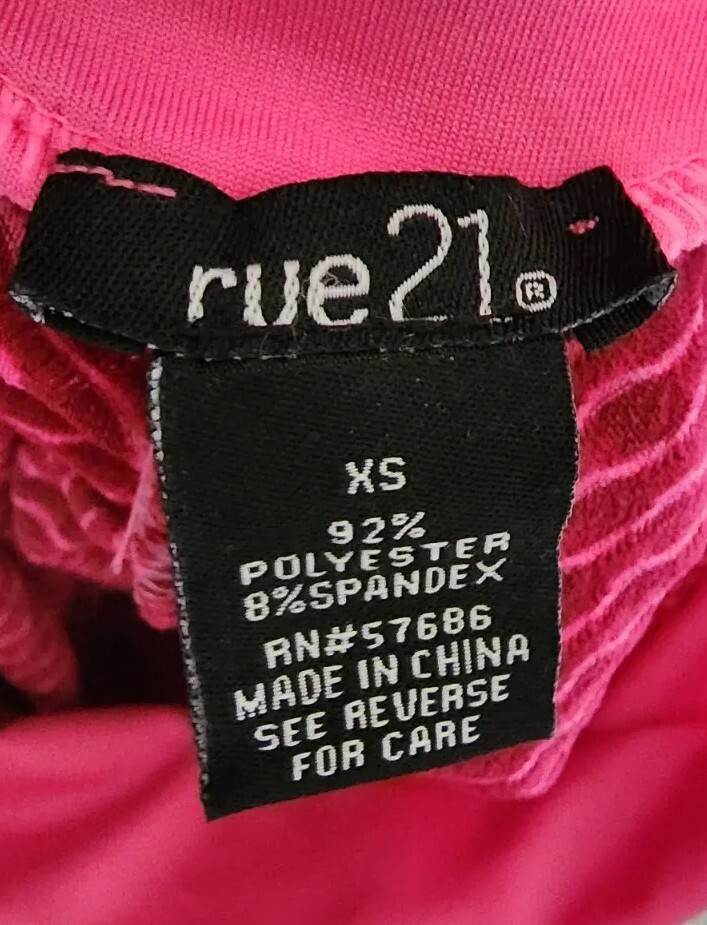 rue21®
XS
92%
POLYESTER
8%SPANDEX
RN#57686
MADE IN CHINA
SEE REVERSE
FOR CARE